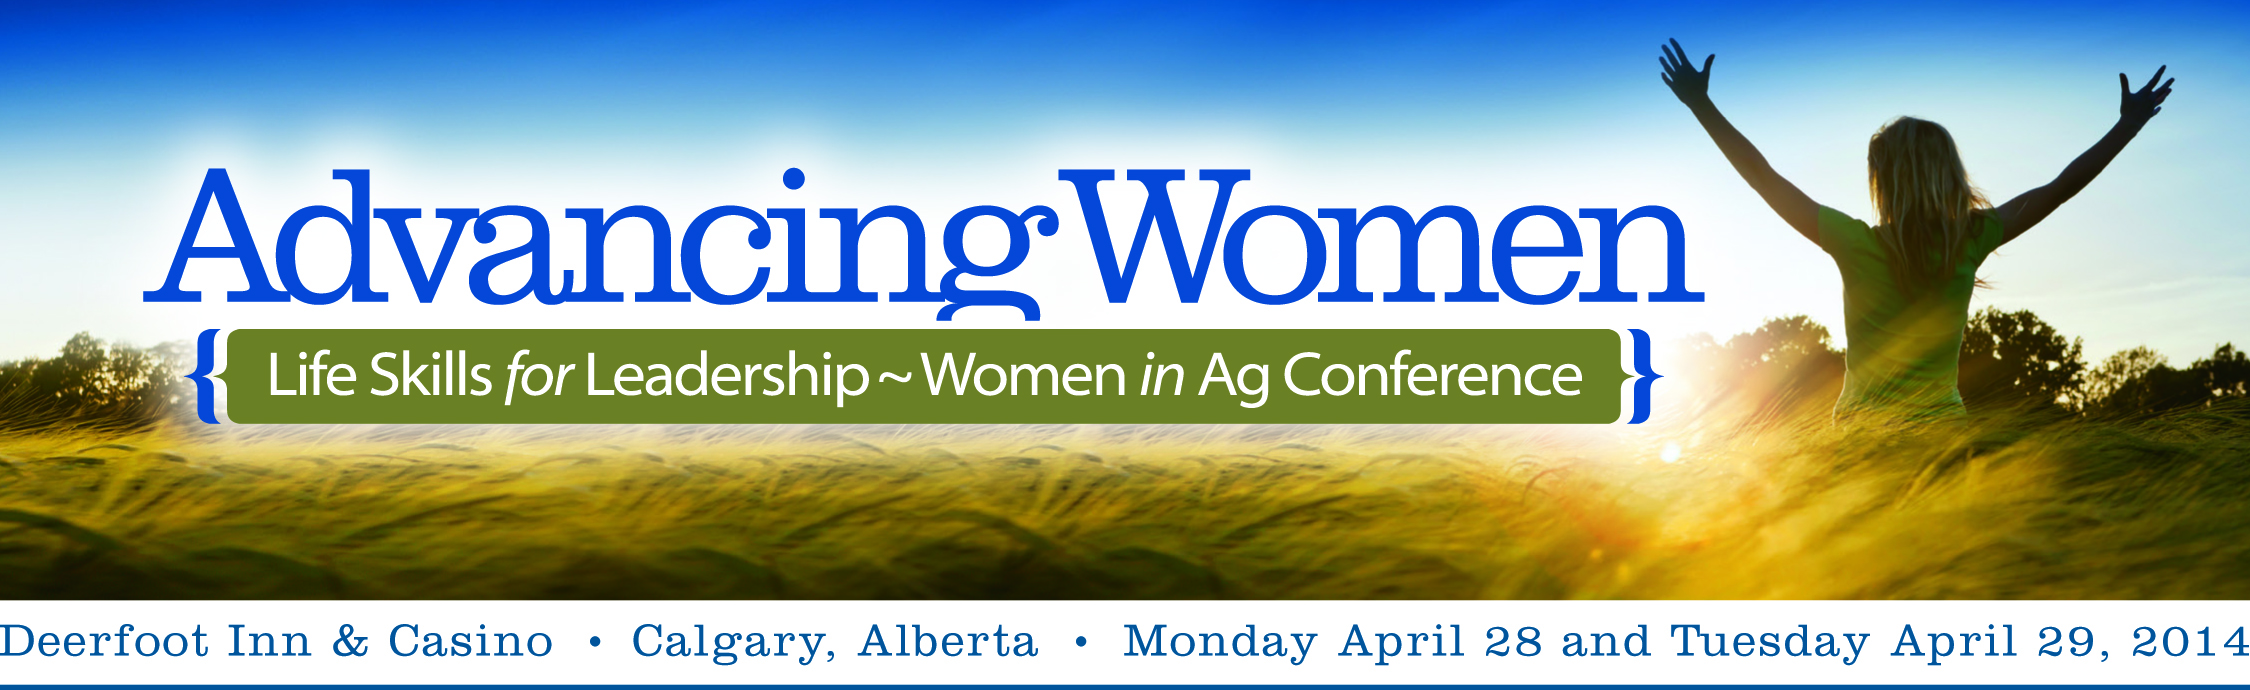 Advancing Women
{Life Skills for Leadership ~ Women in Ag Conference}
Deerfoot Inn & Casino • Calgary, Alberta • Monday April 28 and Tuesday April 29, 2014